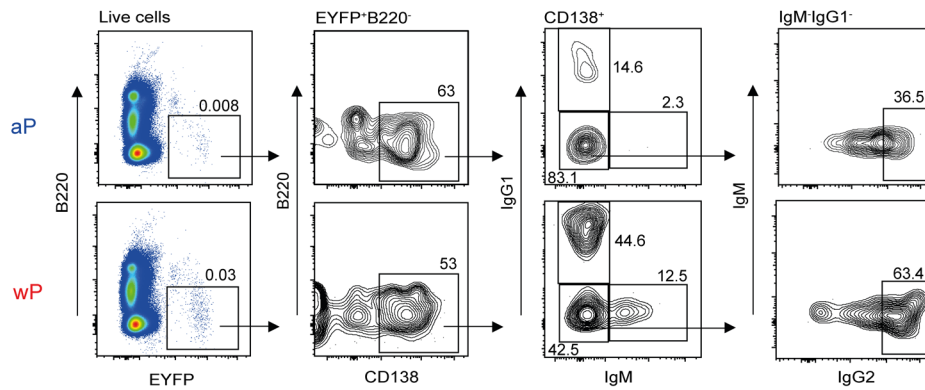 Live cells
EYFP⁺B220⁻
CD138⁺
IgM⁻IgG1⁻
aP
B220
0.008
B220
63
IgG1
14.6
2.3
83.1
IgM
36.5
wP
0.03
53
44.6
12.5
42.5
63.4
EYFP
CD138
IgM
IgG2